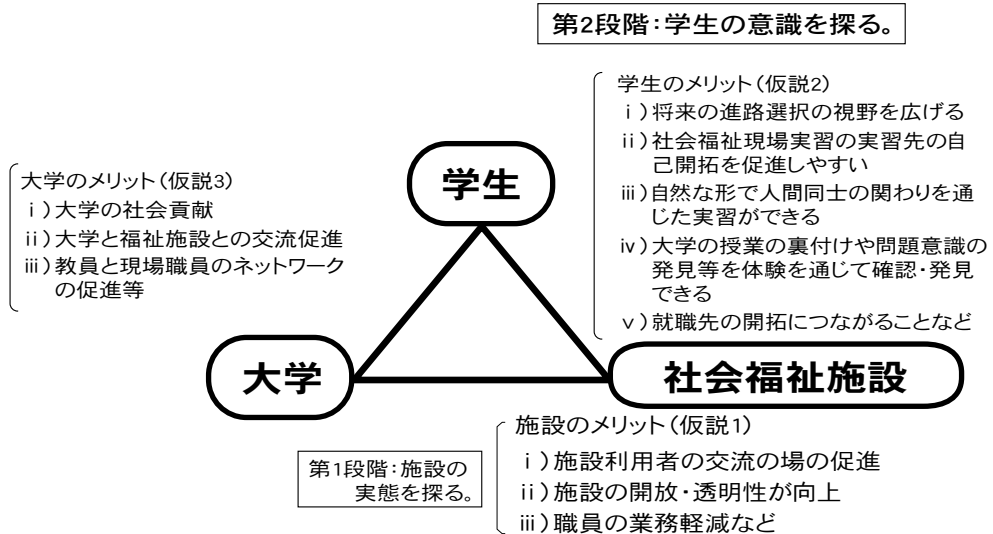 第2段階:学生の意識を探る。
学生のメリット(仮説2)
ⅰ)将来の進路選択の視野を広げる
ⅱ)社会福祉現場実習の実習先の自
己開拓を促進しやすい
ⅲ)自然な形で人間同士の関わりを通
じた実習ができる
ⅳ)大学の授業の裏付けや問題意識の
発見等を体験を通じて確認・発見
できる
ⅴ)就職先の開拓につながることなど
学生
大学のメリット(仮説3)
ⅰ)大学の社会貢献
ⅱ)大学と福祉施設との交流促進
ⅲ)教員と現場職員のネットワーク
の促進等
大学
社会福祉施設
第1段階:施設の
実態を探る。
施設のメリット(仮説1)
ⅰ)施設利用者の交流の場の促進
ⅱ)施設の開放・透明性が向上
ⅲ)職員の業務軽減など